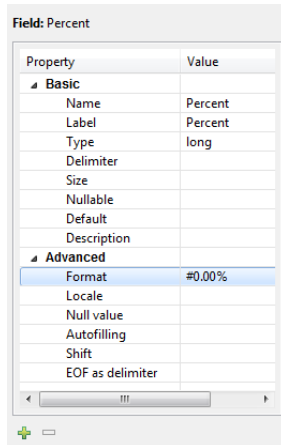 Field: Percent
Property Value
Basic
Name Percent
Label Percent
Type long
Delimiter
Size
Nullable
Default
Description
Advanced
Format #0.00%
Locale
Null value
Autofilling
Shift
EOF as delimiter